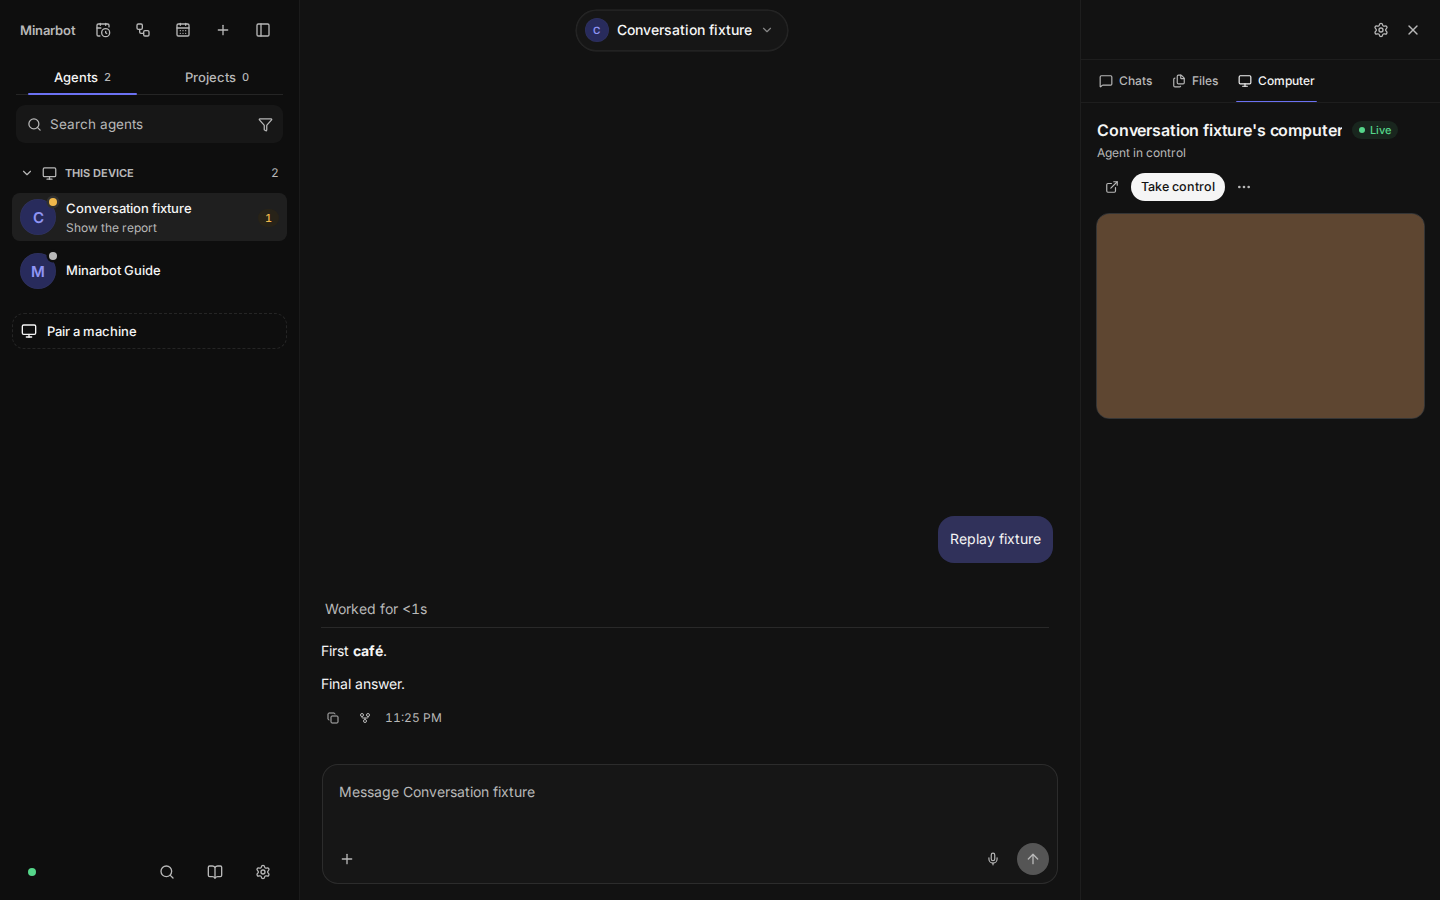 Minarbot
Agents 2
Projects 0
Search agents
THIS DEVICE 2
C
Conversation fixture
Show the report
1
M
Minarbot Guide
Pair a machine
C Conversation fixture
Replay fixture
Worked for <1s
First café.
Final answer.
11:25 PM
Message Conversation fixture
Chats
Files
Computer
Conversation fixture's computer
Live
Agent in control
Take control